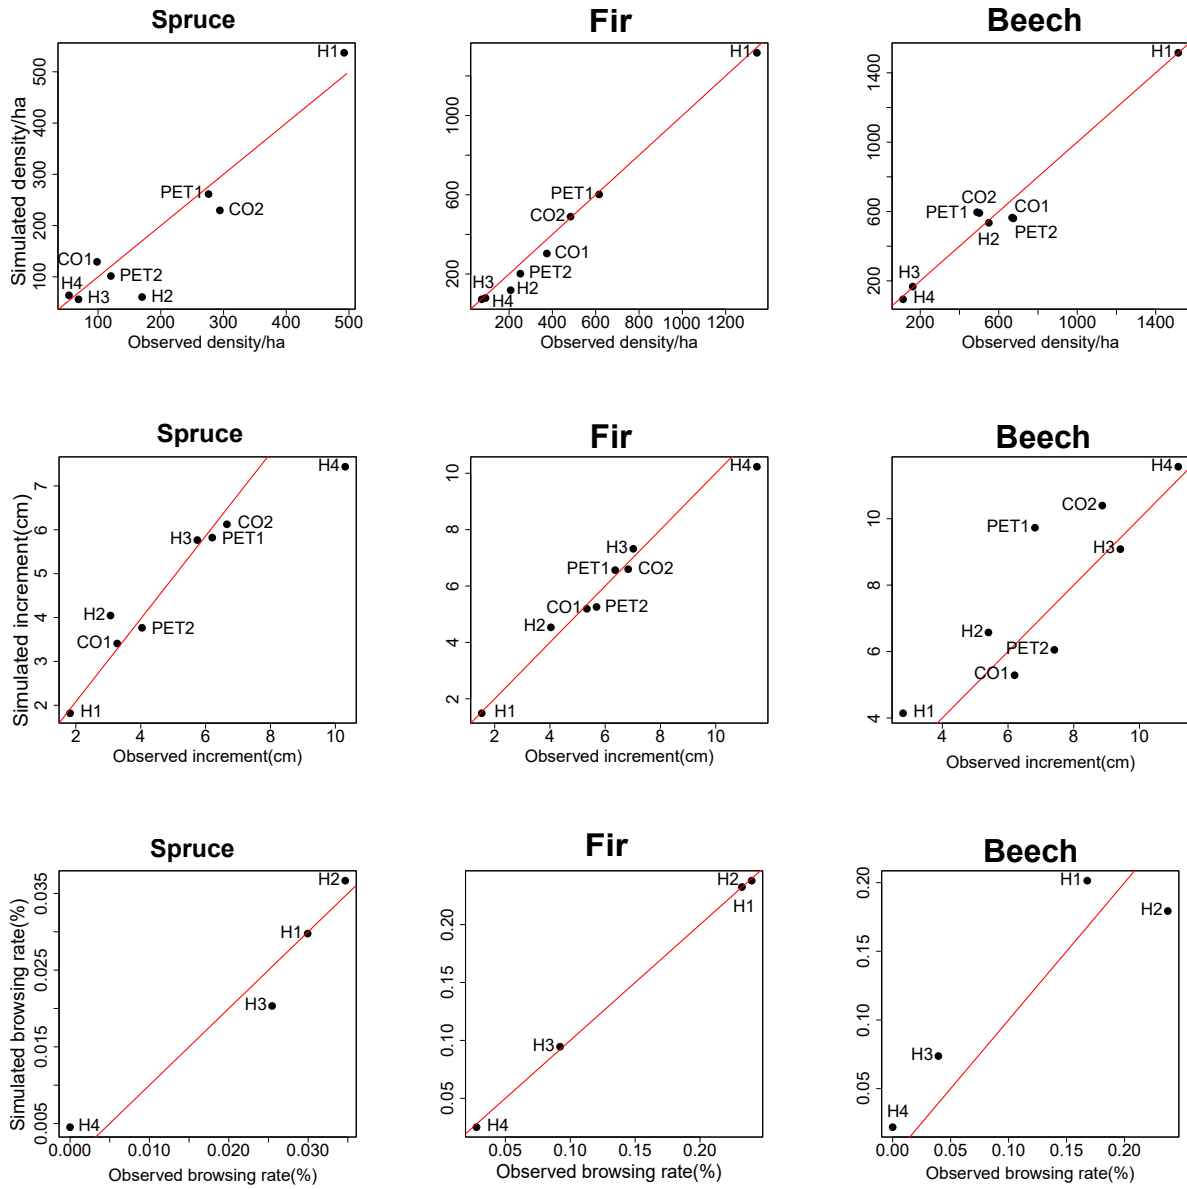 Spruce
Fir
Beech
Simulated density/ha
500
400
300
200
100
H1
PET1
CO2
CO1
PET2
H4
H3
H2
100 200 300 400 500
Observed density/ha
1000
600
200
H1
PET1
CO2
CO1
PET2
H3
H2
H4
200 400 600 800 1000 1200
Observed density/ha
1400
1000
600
200
H1
CO2
PET1
CO1
H2
PET2
H3
H4
200 600 1000 1400
Observed density/ha
Spruce
Fir
Beech
Simulated increment(cm)
7
6
5
4
3
2
H4
CO2
H3
PET1
H2
PET2
CO1
H1
2 4 6 8 10
Observed increment(cm)
10
8
6
4
2
H4
H3
PET1
CO2
CO1
PET2
H2
H1
2 4 6 8 10
Observed increment(cm)
10
8
6
4
H4
CO2
PET1
H3
H2
PET2
CO1
H1
4 6 8 10
Observed increment(cm)
Spruce
Fir
Beech
Simulated browsing rate(%)
0.035
0.025
0.015
0.005
H2
H1
H3
H4
0.000 0.010 0.020 0.030
Observed browsing rate(%)
0.20
0.15
0.10
0.05
H2
H1
H3
H4
0.05 0.10 0.15 0.20
Observed browsing rate(%)
0.20
0.15
0.10
0.05
H1
H2
H3
H4
0.00 0.05 0.10 0.15 0.20
Observed browsing rate(%)